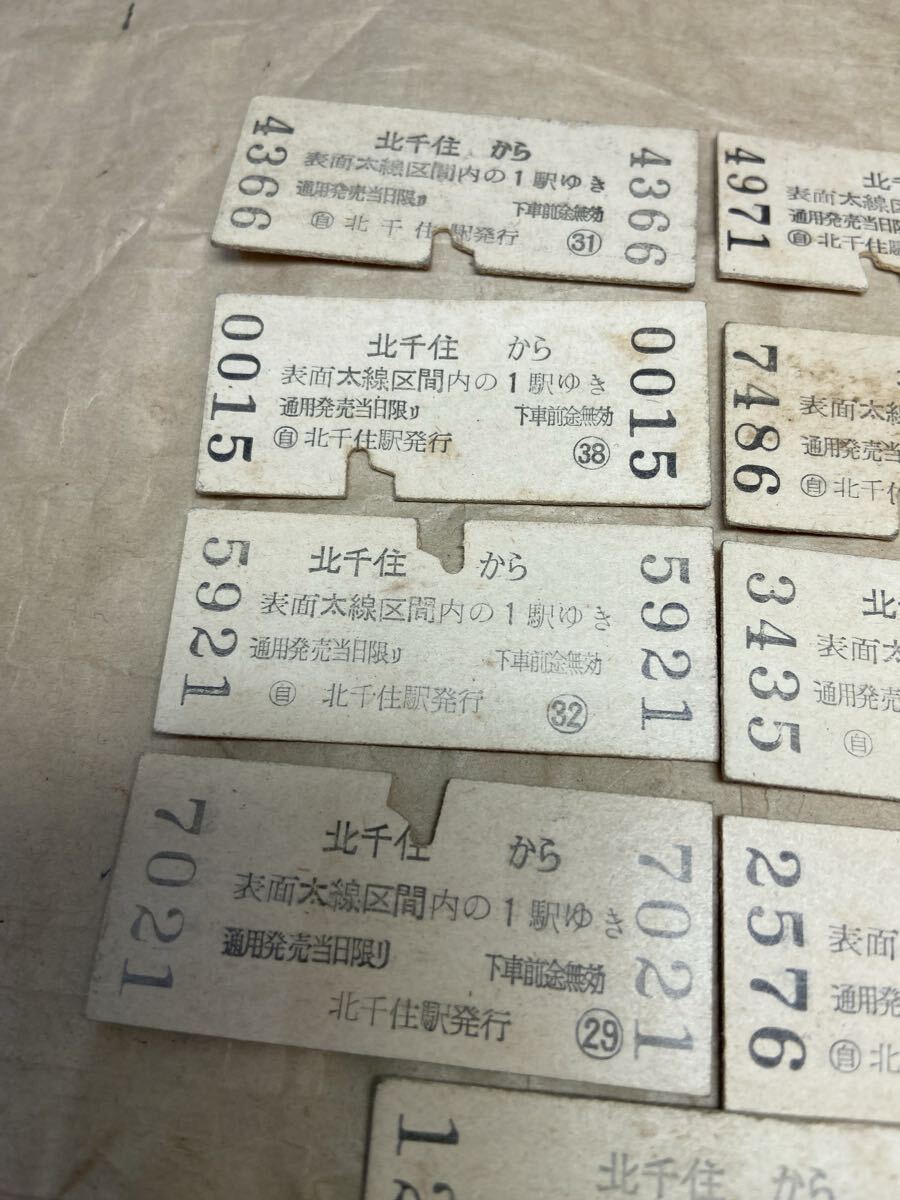 4366
北千住 から
表面太線区間内の1駅ゆき
通用発売当日限り 下車前途無効
自 北千住駅発行 31
4366
4971
北千
表面太線区
通用発売当日限
自 北千住駅
0015
北千住 から
表面太線区間内の1駅ゆき
通用発売当日限り 下車前途無効
自 北千住駅発行 38
0015
7486
表面太線
通用発売当
自 北千住
5921
北千住 から
表面太線区間内の1駅ゆき
通用発売当日限り 下車前途無効
自 北千住駅発行 32
5921
3435
北
表面太
通用発売
自
7021
北千住 から
表面太線区間内の1駅ゆき
通用発売当日限り 下車前途無効
北千住駅発行 29
7021
2576
表面
通用発
自 北
12
北千住 から